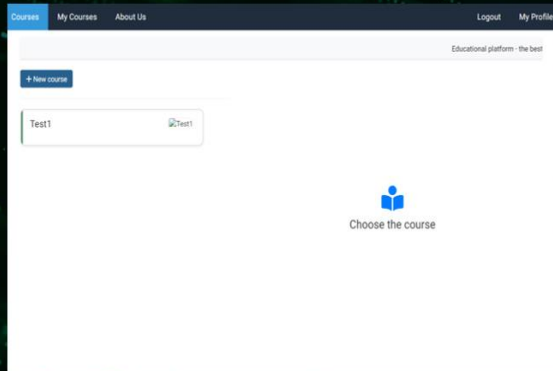 Courses My Courses About Us Logout My Profile
Educational platform - the best
+ New course
Test1 Test1
Choose the course